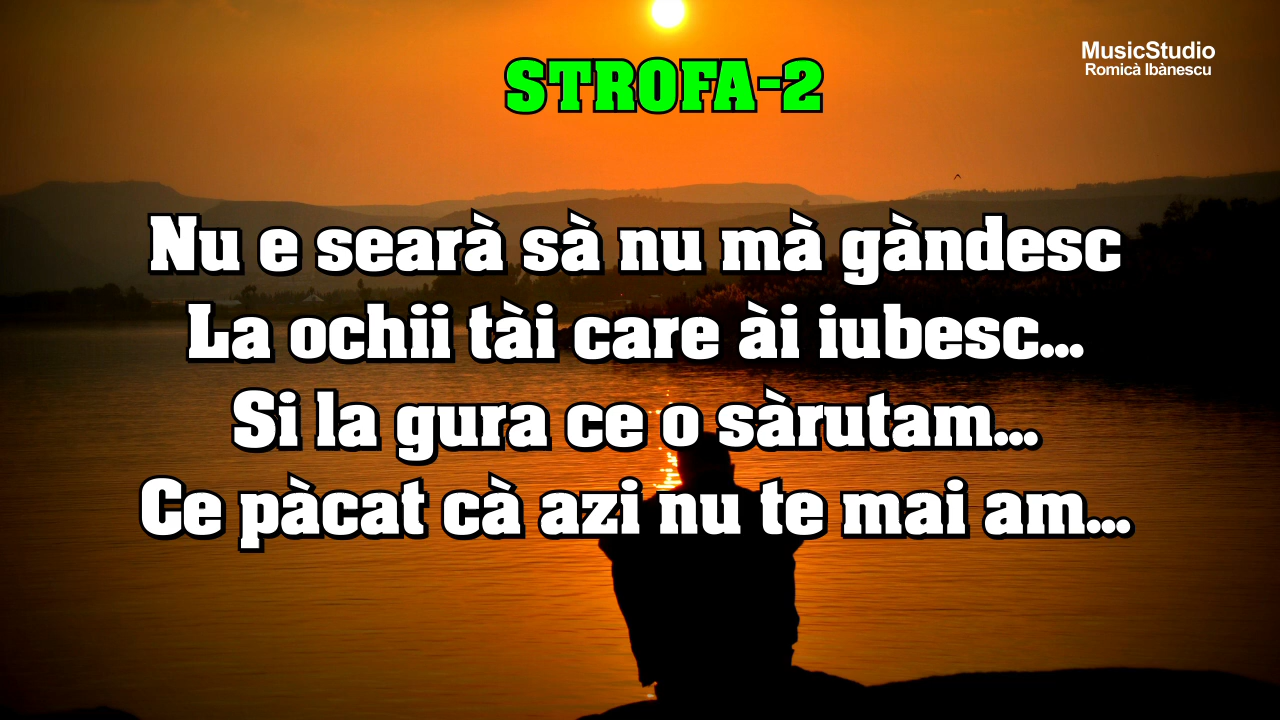 MusicStudio
Romicà Ibànescu
STROFA-2
Nu e searà sà nu mà gàndesc
La ochii tài care ài iubesc...
Si la gura ce o sàrutam...
Ce pàcat cà azi nu te mai am...